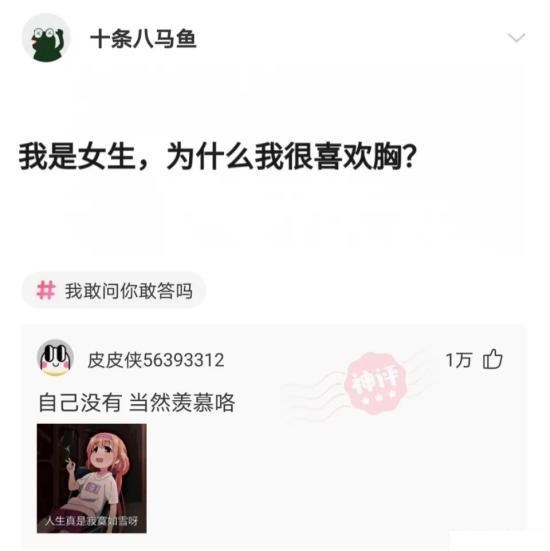 十条八马鱼
我是女生，为什么我很喜欢胸？
# 我敢问你敢答吗
皮皮侠56393312
1万
神评
自己没有 当然羡慕咯
人生真是寂寞如雪呀